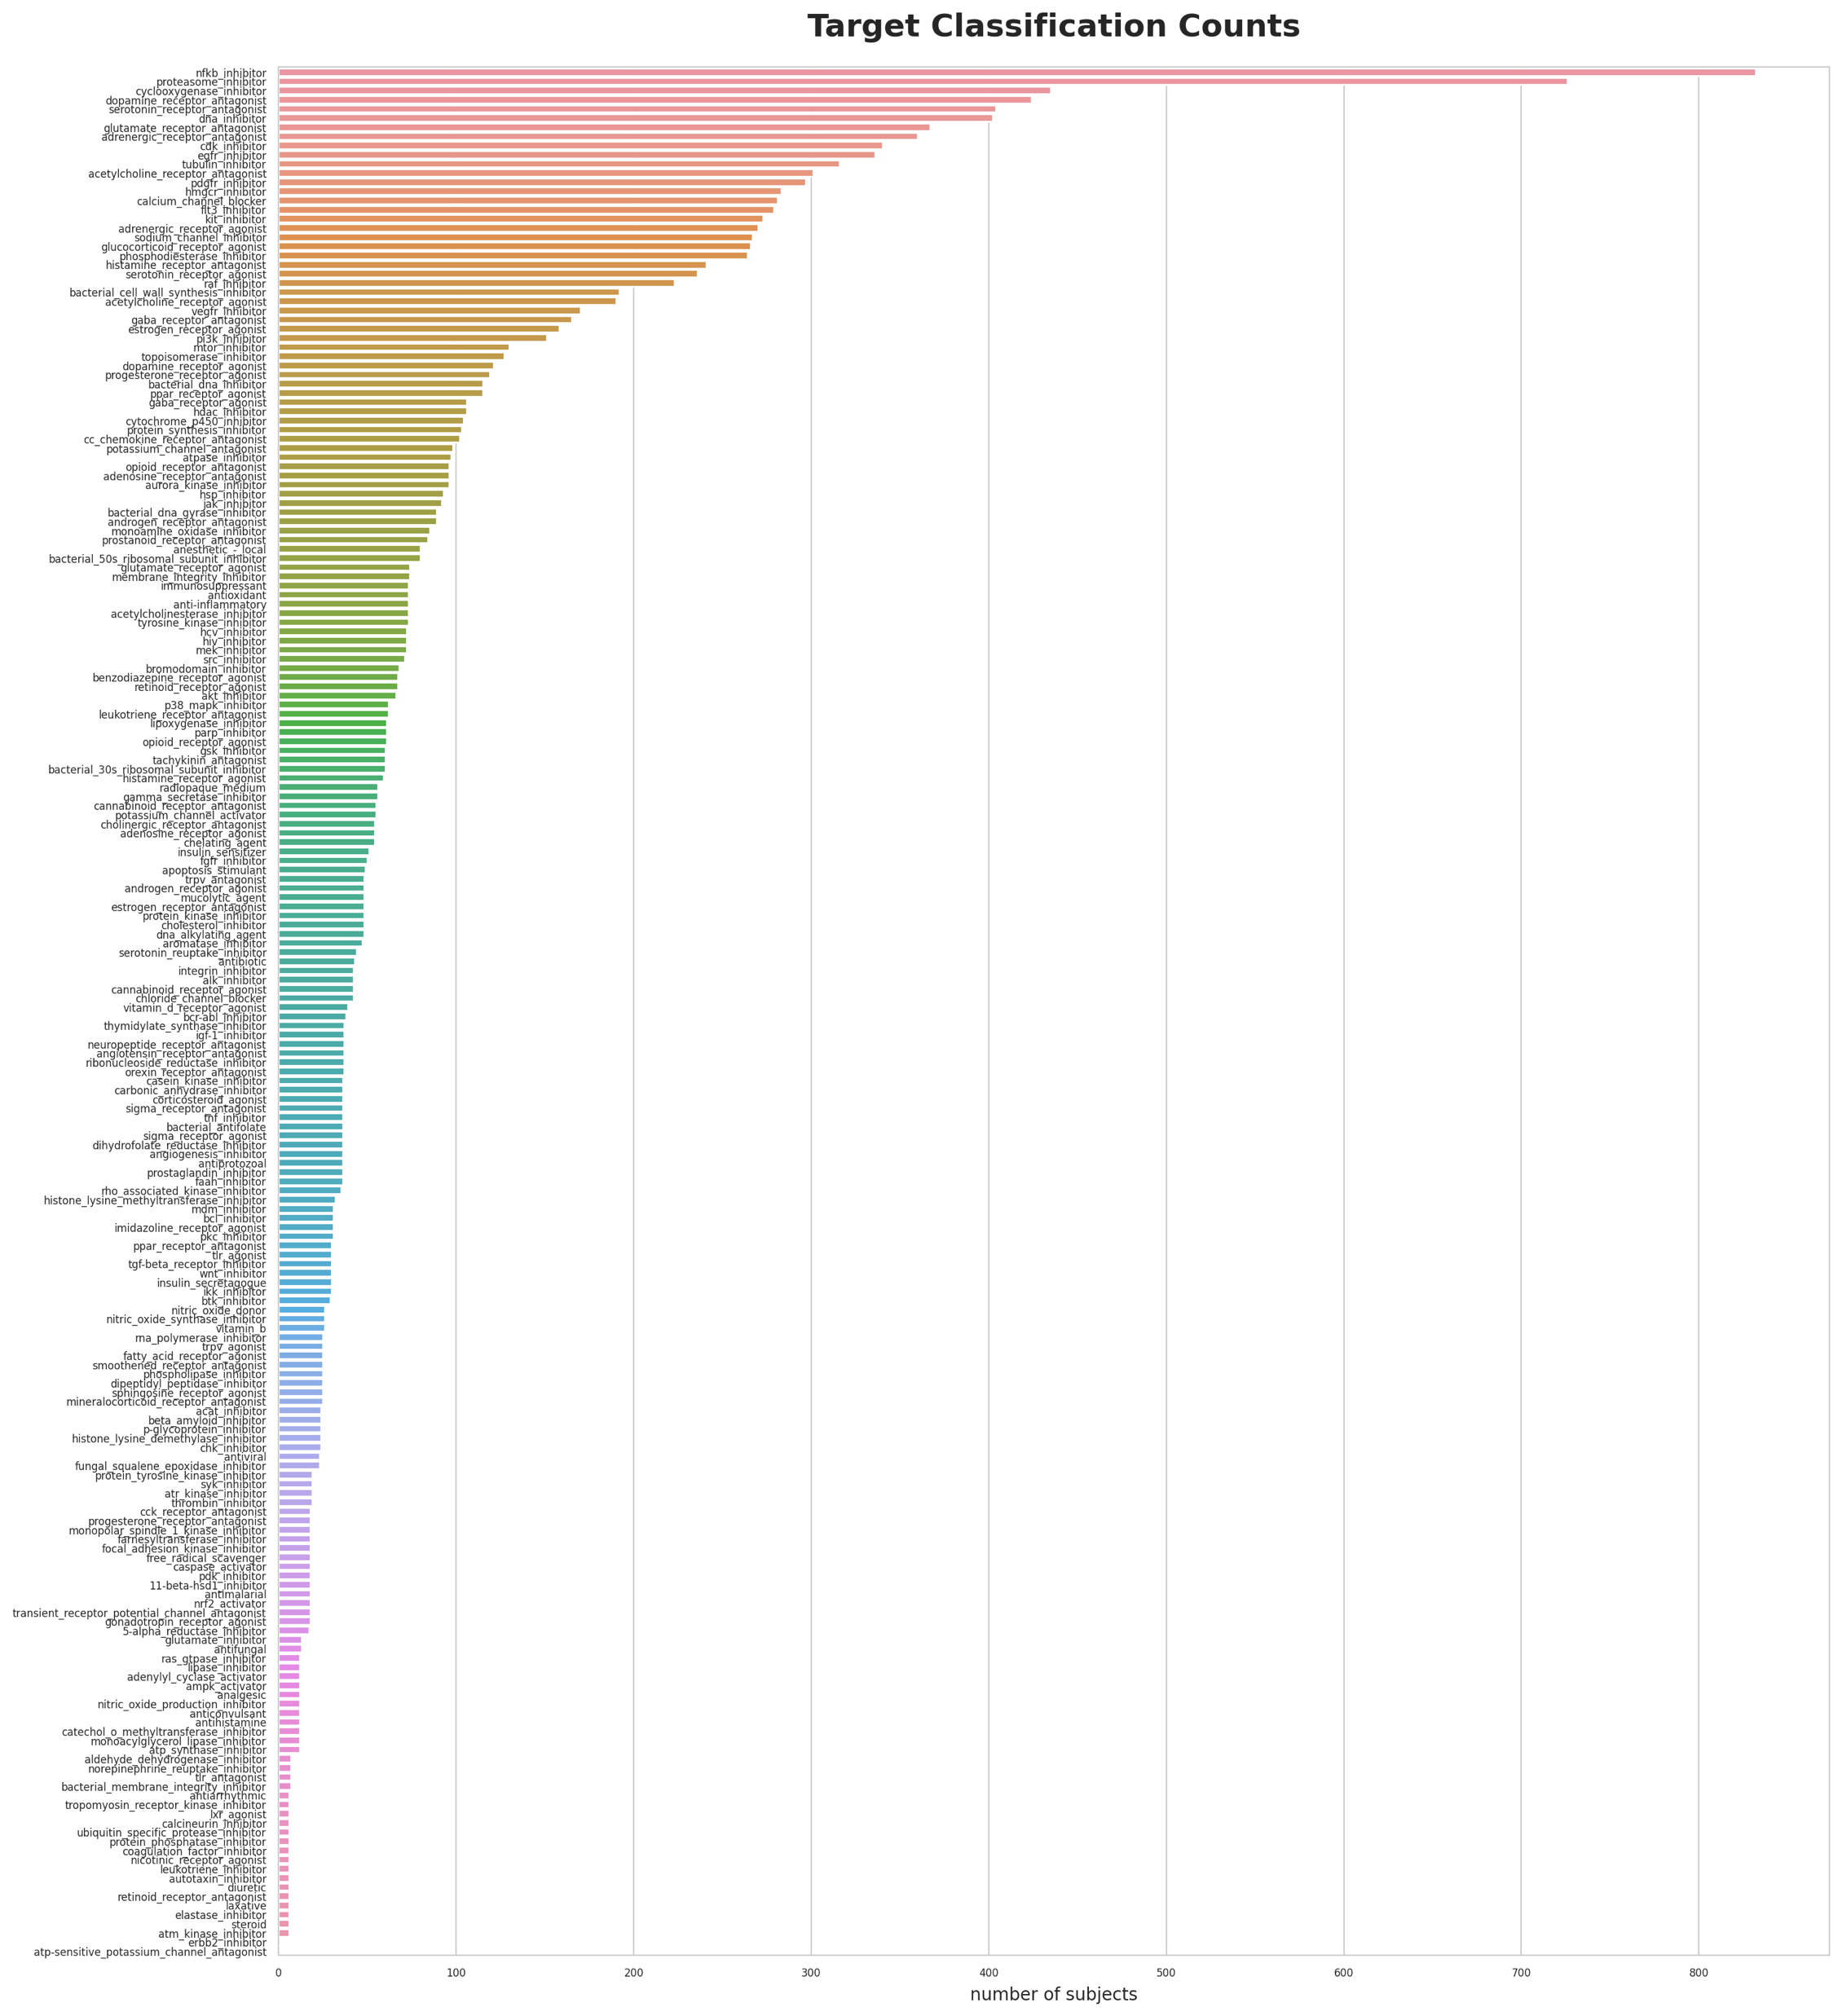 Target Classification Counts
nfkb_inhibitor
proteasome_inhibitor
cyclooxygenase_inhibitor
dopamine_receptor_antagonist
serotonin_receptor_antagonist
dna_inhibitor
glutamate_receptor_antagonist
adrenergic_receptor_antagonist
cdk_inhibitor
egfr_inhibitor
tubulin_inhibitor
acetylcholine_receptor_antagonist
pdgfr_inhibitor
hmgcr_inhibitor
calcium_channel_blocker
flt3_inhibitor
kit_inhibitor
adrenergic_receptor_agonist
sodium_channel_inhibitor
glucocorticoid_receptor_agonist
phosphodiesterase_inhibitor
histamine_receptor_antagonist
serotonin_receptor_agonist
raf_inhibitor
bacterial_cell_wall_synthesis_inhibitor
acetylcholine_receptor_agonist
vegfr_inhibitor
gaba_receptor_antagonist
estrogen_receptor_agonist
pi3k_inhibitor
mtor_inhibitor
topoisomerase_inhibitor
dopamine_receptor_agonist
progesterone_receptor_agonist
bacterial_dna_inhibitor
ppar_receptor_agonist
gaba_receptor_agonist
hdac_inhibitor
cytochrome_p450_inhibitor
protein_synthesis_inhibitor
cc_chemokine_receptor_antagonist
potassium_channel_antagonist
atpase_inhibitor
opioid_receptor_antagonist
adenosine_receptor_antagonist
aurora_kinase_inhibitor
hsp_inhibitor
jak_inhibitor
bacterial_dna_gyrase_inhibitor
androgen_receptor_antagonist
monoamine_oxidase_inhibitor
prostanoid_receptor_antagonist
anesthetic_-_local
bacterial_50s_ribosomal_subunit_inhibitor
glutamate_receptor_agonist
membrane_integrity_inhibitor
immunosuppressant
antioxidant
anti-inflammatory
acetylcholinesterase_inhibitor
tyrosine_kinase_inhibitor
hcv_inhibitor
hiv_inhibitor
mek_inhibitor
src_inhibitor
bromodomain_inhibitor
benzodiazepine_receptor_agonist
retinoid_receptor_agonist
akt_inhibitor
p38_mapk_inhibitor
leukotriene_receptor_antagonist
lipoxygenase_inhibitor
parp_inhibitor
opioid_receptor_agonist
gsk_inhibitor
tachykinin_antagonist
bacterial_30s_ribosomal_subunit_inhibitor
histamine_receptor_agonist
radiopaque_medium
gamma_secretase_inhibitor
cannabinoid_receptor_antagonist
potassium_channel_activator
cholinergic_receptor_antagonist
adenosine_receptor_agonist
chelating_agent
insulin_sensitizer
fgfr_inhibitor
apoptosis_stimulant
trpv_antagonist
androgen_receptor_agonist
mucolytic_agent
estrogen_receptor_antagonist
protein_kinase_inhibitor
cholesterol_inhibitor
dna_alkylating_agent
aromatase_inhibitor
serotonin_reuptake_inhibitor
antibiotic
integrin_inhibitor
alk_inhibitor
cannabinoid_receptor_agonist
chloride_channel_blocker
vitamin_d_receptor_agonist
bcr-abl_inhibitor
thymidylate_synthase_inhibitor
igf-1_inhibitor
neuropeptide_receptor_antagonist
angiotensin_receptor_antagonist
ribonucleoside_reductase_inhibitor
orexin_receptor_antagonist
casein_kinase_inhibitor
carbonic_anhydrase_inhibitor
corticosteroid_agonist
sigma_receptor_antagonist
tnf_inhibitor
bacterial_antifolate
sigma_receptor_agonist
dihydrofolate_reductase_inhibitor
angiogenesis_inhibitor
antiprotozoal
prostaglandin_inhibitor
faah_inhibitor
rho_associated_kinase_inhibitor
histone_lysine_methyltransferase_inhibitor
mdm_inhibitor
bcl_inhibitor
imidazoline_receptor_agonist
pkc_inhibitor
ppar_receptor_antagonist
tlr_agonist
tgf-beta_receptor_inhibitor
wnt_inhibitor
insulin_secretagogue
ikk_inhibitor
btk_inhibitor
nitric_oxide_donor
nitric_oxide_synthase_inhibitor
vitamin_b
rna_polymerase_inhibitor
trpv_agonist
fatty_acid_receptor_agonist
smoothened_receptor_antagonist
phospholipase_inhibitor
dipeptidyl_peptidase_inhibitor
sphingosine_receptor_agonist
mineralocorticoid_receptor_antagonist
acat_inhibitor
beta_amyloid_inhibitor
p-glycoprotein_inhibitor
histone_lysine_demethylase_inhibitor
chk_inhibitor
antiviral
fungal_squalene_epoxidase_inhibitor
protein_tyrosine_kinase_inhibitor
syk_inhibitor
atr_kinase_inhibitor
thrombin_inhibitor
cck_receptor_antagonist
progesterone_receptor_antagonist
monopolar_spindle_1_kinase_inhibitor
farnesyltransferase_inhibitor
focal_adhesion_kinase_inhibitor
free_radical_scavenger
caspase_activator
pdk_inhibitor
11-beta-hsd1_inhibitor
antimalarial
nrf2_activator
transient_receptor_potential_channel_antagonist
gonadotropin_receptor_agonist
5-alpha_reductase_inhibitor
glutamate_inhibitor
antifungal
ras_gtpase_inhibitor
lipase_inhibitor
adenylyl_cyclase_activator
ampk_activator
analgesic
nitric_oxide_production_inhibitor
anticonvulsant
antihistamine
catechol_o_methyltransferase_inhibitor
monoacylglycerol_lipase_inhibitor
atp_synthase_inhibitor
aldehyde_dehydrogenase_inhibitor
norepinephrine_reuptake_inhibitor
tlr_antagonist
bacterial_membrane_integrity_inhibitor
antiarrhythmic
tropomyosin_receptor_kinase_inhibitor
lxr_agonist
calcineurin_inhibitor
ubiquitin_specific_protease_inhibitor
protein_phosphatase_inhibitor
coagulation_factor_inhibitor
nicotinic_receptor_agonist
leukotriene_inhibitor
autotaxin_inhibitor
diuretic
retinoid_receptor_antagonist
laxative
elastase_inhibitor
steroid
atm_kinase_inhibitor
erbb2_inhibitor
atp-sensitive_potassium_channel_antagonist
0 100 200 300 400 500 600 700 800
number of subjects